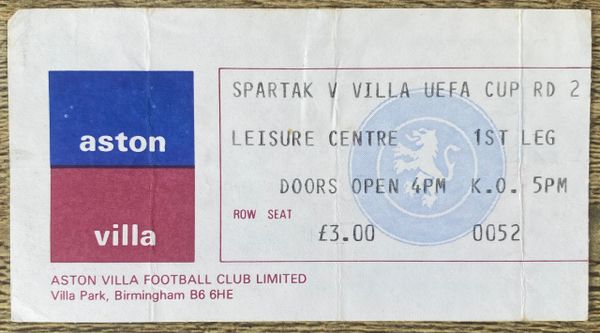 aston
villa
SPARTAK V VILLA UEFA CUP RD 2
LEISURE CENTRE 1ST LEG
DOORS OPEN 4PM K.O. 5PM
ROW SEAT
£3.00 0052
ASTON VILLA FOOTBALL CLUB LIMITED
Villa Park, Birmingham B6 6HE